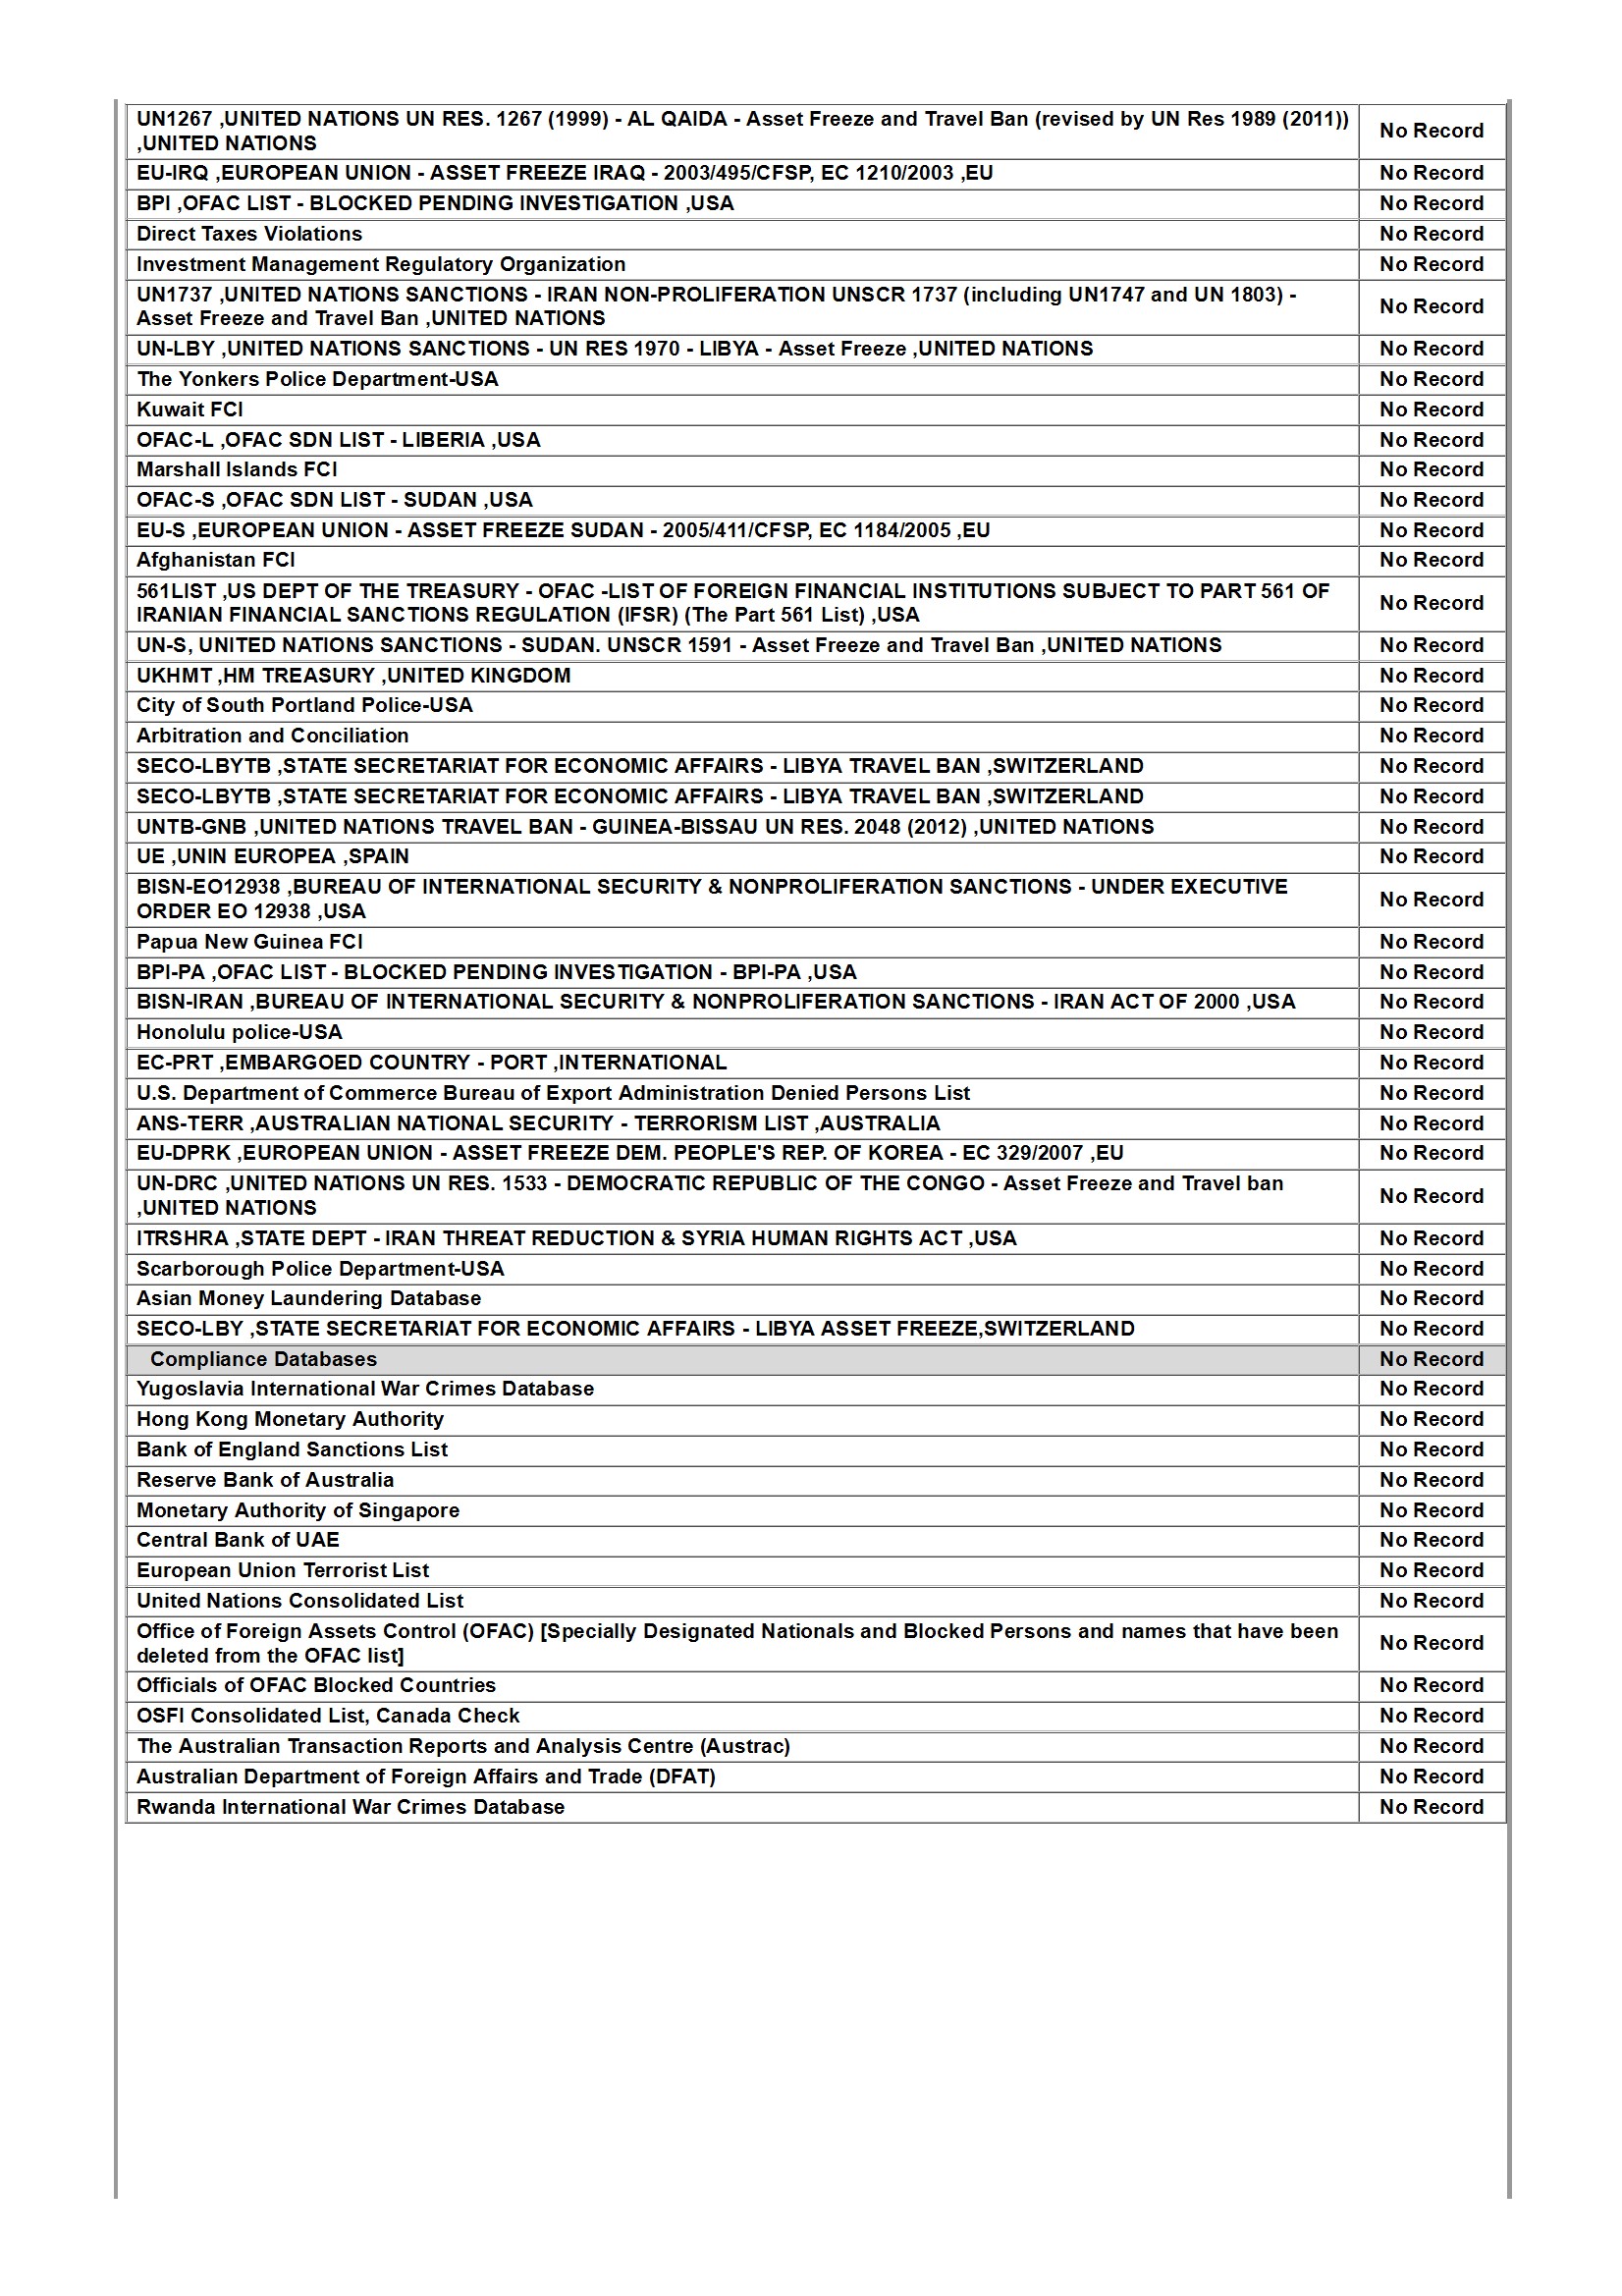 UN1267 ,UNITED NATIONS UN RES. 1267 (1999) - AL QAIDA - Asset Freeze and Travel Ban (revised by UN Res 1989 (2011))
,UNITED NATIONS
No Record
EU-IRQ ,EUROPEAN UNION - ASSET FREEZE IRAQ - 2003/495/CFSP, EC 1210/2003 ,EU No Record
BPI ,OFAC LIST - BLOCKED PENDING INVESTIGATION ,USA No Record
Direct Taxes Violations No Record
Investment Management Regulatory Organization No Record
UN1737 ,UNITED NATIONS SANCTIONS - IRAN NON-PROLIFERATION UNSCR 1737 (including UN1747 and UN 1803) -
Asset Freeze and Travel Ban ,UNITED NATIONS
No Record
UN-LBY ,UNITED NATIONS SANCTIONS - UN RES 1970 - LIBYA - Asset Freeze ,UNITED NATIONS No Record
The Yonkers Police Department-USA No Record
Kuwait FCI No Record
OFAC-L ,OFAC SDN LIST - LIBERIA ,USA No Record
Marshall Islands FCI No Record
OFAC-S ,OFAC SDN LIST - SUDAN ,USA No Record
EU-S ,EUROPEAN UNION - ASSET FREEZE SUDAN - 2005/411/CFSP, EC 1184/2005 ,EU No Record
Afghanistan FCI No Record
561LIST ,US DEPT OF THE TREASURY - OFAC -LIST OF FOREIGN FINANCIAL INSTITUTIONS SUBJECT TO PART 561 OF
IRANIAN FINANCIAL SANCTIONS REGULATION (IFSR) (The Part 561 List) ,USA
No Record
UN-S, UNITED NATIONS SANCTIONS - SUDAN. UNSCR 1591 - Asset Freeze and Travel Ban ,UNITED NATIONS No Record
UKHMT ,HM TREASURY ,UNITED KINGDOM No Record
City of South Portland Police-USA No Record
Arbitration and Conciliation No Record
SECO-LBYTB ,STATE SECRETARIAT FOR ECONOMIC AFFAIRS - LIBYA TRAVEL BAN ,SWITZERLAND No Record
SECO-LBYTB ,STATE SECRETARIAT FOR ECONOMIC AFFAIRS - LIBYA TRAVEL BAN ,SWITZERLAND No Record
UNTB-GNB ,UNITED NATIONS TRAVEL BAN - GUINEA-BISSAU UN RES. 2048 (2012) ,UNITED NATIONS No Record
UE ,UNIN EUROPEA ,SPAIN No Record
BISN-EO12938 ,BUREAU OF INTERNATIONAL SECURITY & NONPROLIFERATION SANCTIONS - UNDER EXECUTIVE
ORDER EO 12938 ,USA
No Record
Papua New Guinea FCI No Record
BPI-PA ,OFAC LIST - BLOCKED PENDING INVESTIGATION - BPI-PA ,USA No Record
BISN-IRAN ,BUREAU OF INTERNATIONAL SECURITY & NONPROLIFERATION SANCTIONS - IRAN ACT OF 2000 ,USA No Record
Honolulu police-USA No Record
EC-PRT ,EMBARGOED COUNTRY - PORT ,INTERNATIONAL No Record
U.S. Department of Commerce Bureau of Export Administration Denied Persons List No Record
ANS-TERR ,AUSTRALIAN NATIONAL SECURITY - TERRORISM LIST ,AUSTRALIA No Record
EU-DPRK ,EUROPEAN UNION - ASSET FREEZE DEM. PEOPLE'S REP. OF KOREA - EC 329/2007 ,EU No Record
UN-DRC ,UNITED NATIONS UN RES. 1533 - DEMOCRATIC REPUBLIC OF THE CONGO - Asset Freeze and Travel ban
,UNITED NATIONS
No Record
ITRSHRA ,STATE DEPT - IRAN THREAT REDUCTION & SYRIA HUMAN RIGHTS ACT ,USA No Record
Scarborough Police Department-USA No Record
Asian Money Laundering Database No Record
SECO-LBY ,STATE SECRETARIAT FOR ECONOMIC AFFAIRS - LIBYA ASSET FREEZE,SWITZERLAND No Record
Compliance Databases No Record
Yugoslavia International War Crimes Database No Record
Hong Kong Monetary Authority No Record
Bank of England Sanctions List No Record
Reserve Bank of Australia No Record
Monetary Authority of Singapore No Record
Central Bank of UAE No Record
European Union Terrorist List No Record
United Nations Consolidated List No Record
Office of Foreign Assets Control (OFAC) [Specially Designated Nationals and Blocked Persons and names that have been
deleted from the OFAC list]
No Record
Officials of OFAC Blocked Countries No Record
OSFI Consolidated List, Canada Check No Record
The Australian Transaction Reports and Analysis Centre (Austrac) No Record
Australian Department of Foreign Affairs and Trade (DFAT) No Record
Rwanda International War Crimes Database No Record